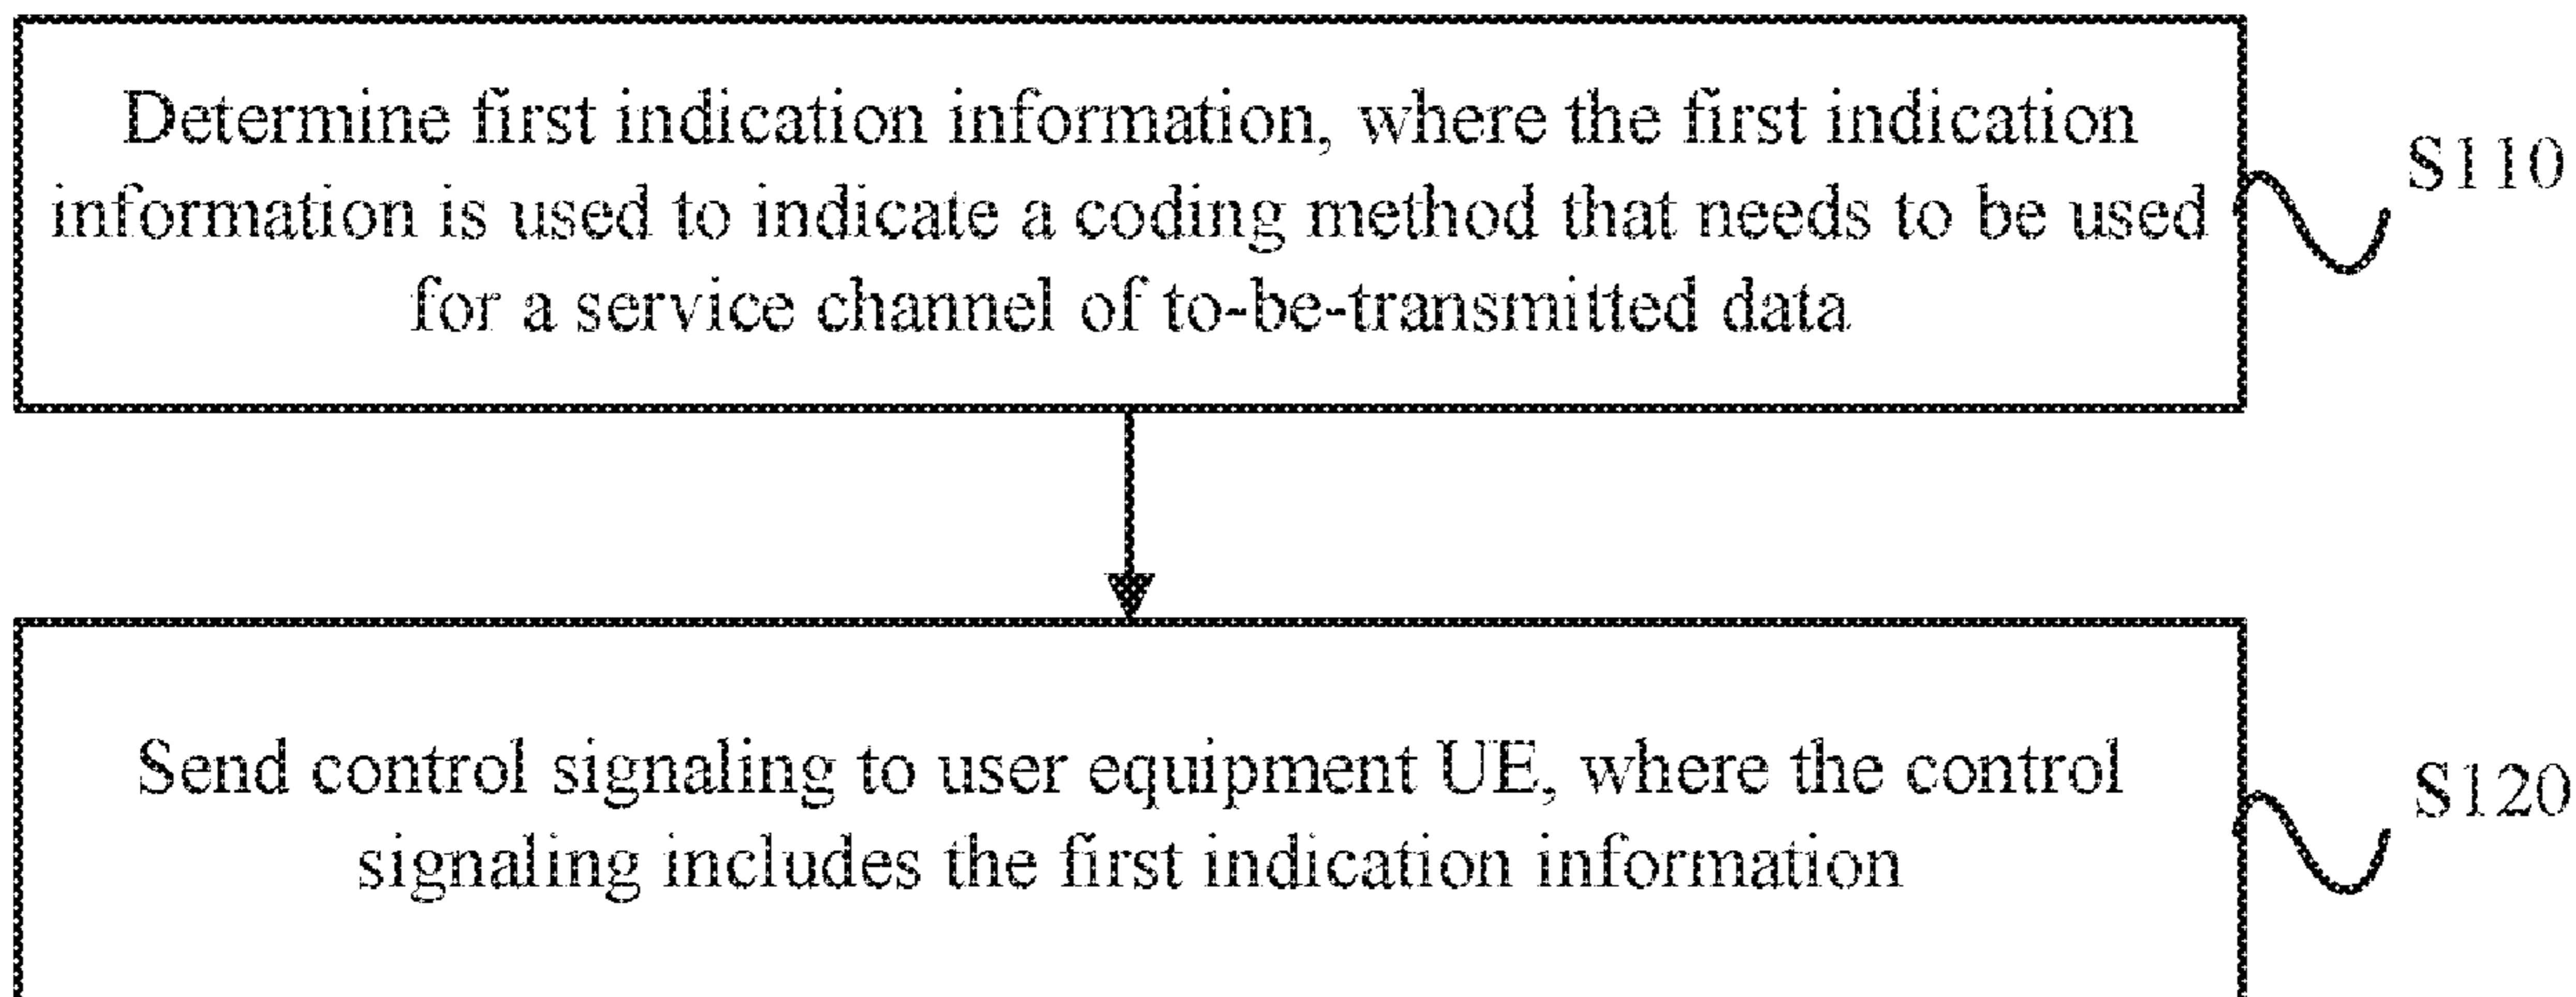 Determine first indication information, where the first indication
information is used to indicate a coding method that needs to be used
for a service channel of to-be-transmitted data
S110
Send control signaling to user equipment UE, where the control
signaling includes the first indication information
S120